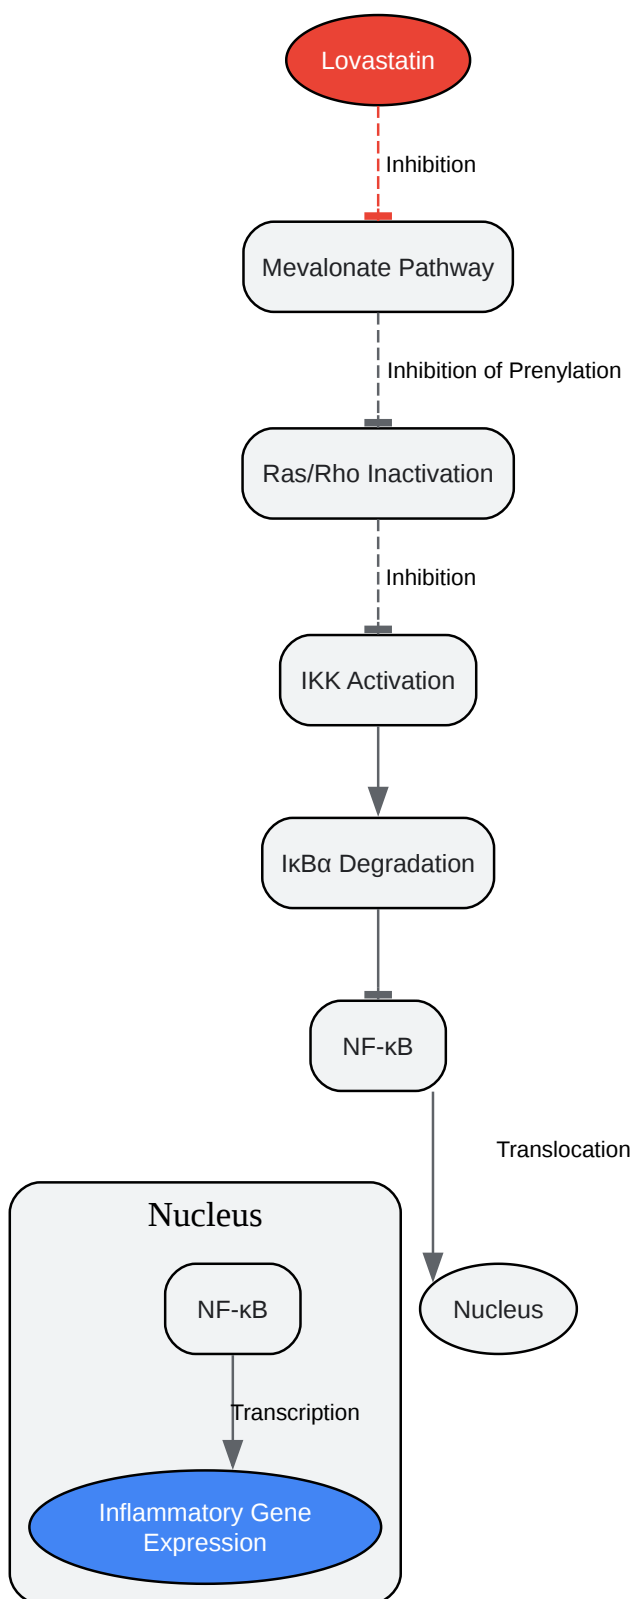 Lovastatin
Inhibition
Mevalonate Pathway
Inhibition of Prenylation
Ras/Rho Inactivation
Inhibition
IKK Activation
IκBα Degradation
NF-κB
Translocation
Nucleus
NF-κB
Nucleus
Transcription
Inflammatory Gene
Expression